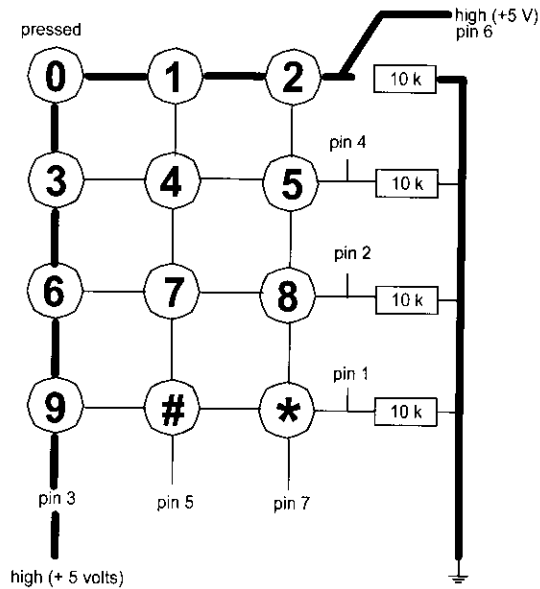 high (+5 V)
pin 6
pressed
0 1 2 10 k
pin 4
3 4 5 10 k
pin 2
6 7 8 10 k
pin 1
9 # * 10 k
pin 3 pin 5 pin 7
high (+ 5 volts)